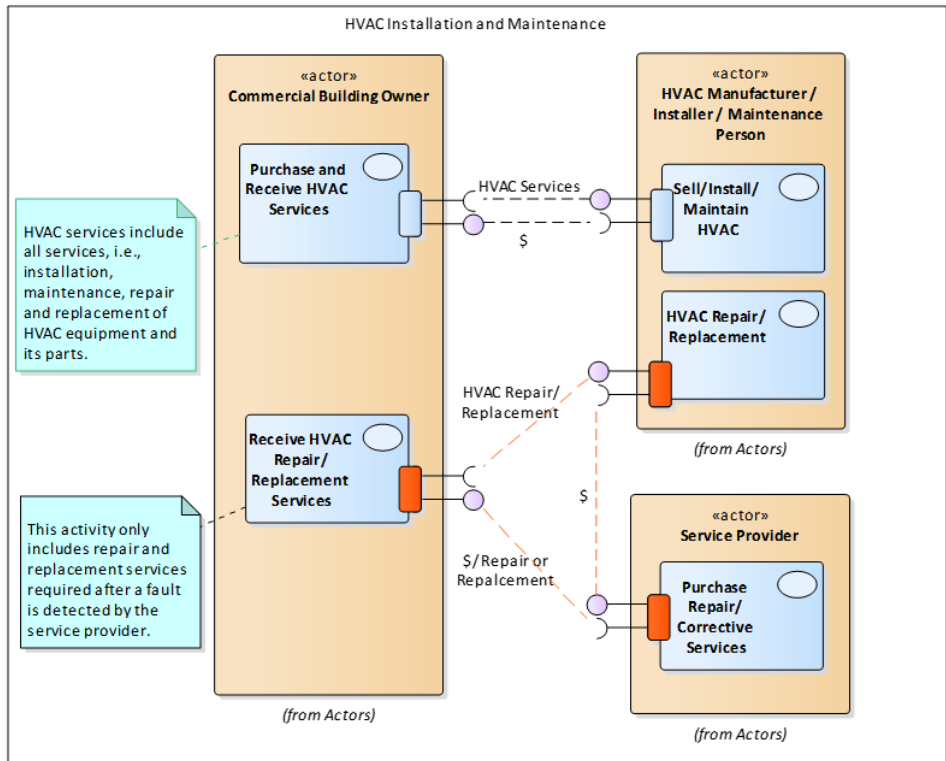 HVAC Installation and Maintenance
«actor»
Commercial Building Owner
Purchase and
Receive HVAC
Services
HVAC services include
all services, i.e.,
installation,
maintenance, repair
and replacement of
HVAC equipment and
its parts.
Receive HVAC
Repair/
Replacement
Services
This activity only
includes repair and
replacement services
required after a fault
is detected by the
service provider.
(from Actors)
HVAC Services
$
HVAC Repair/
Replacement
$
$/Repair or
Repalcement
«actor»
HVAC Manufacturer /
Installer / Maintenance
Person
Sell/Install/
Maintain
HVAC
HVAC Repair/
Replacement
(from Actors)
«actor»
Service Provider
Purchase
Repair/
Corrective
Services
(from Actors)